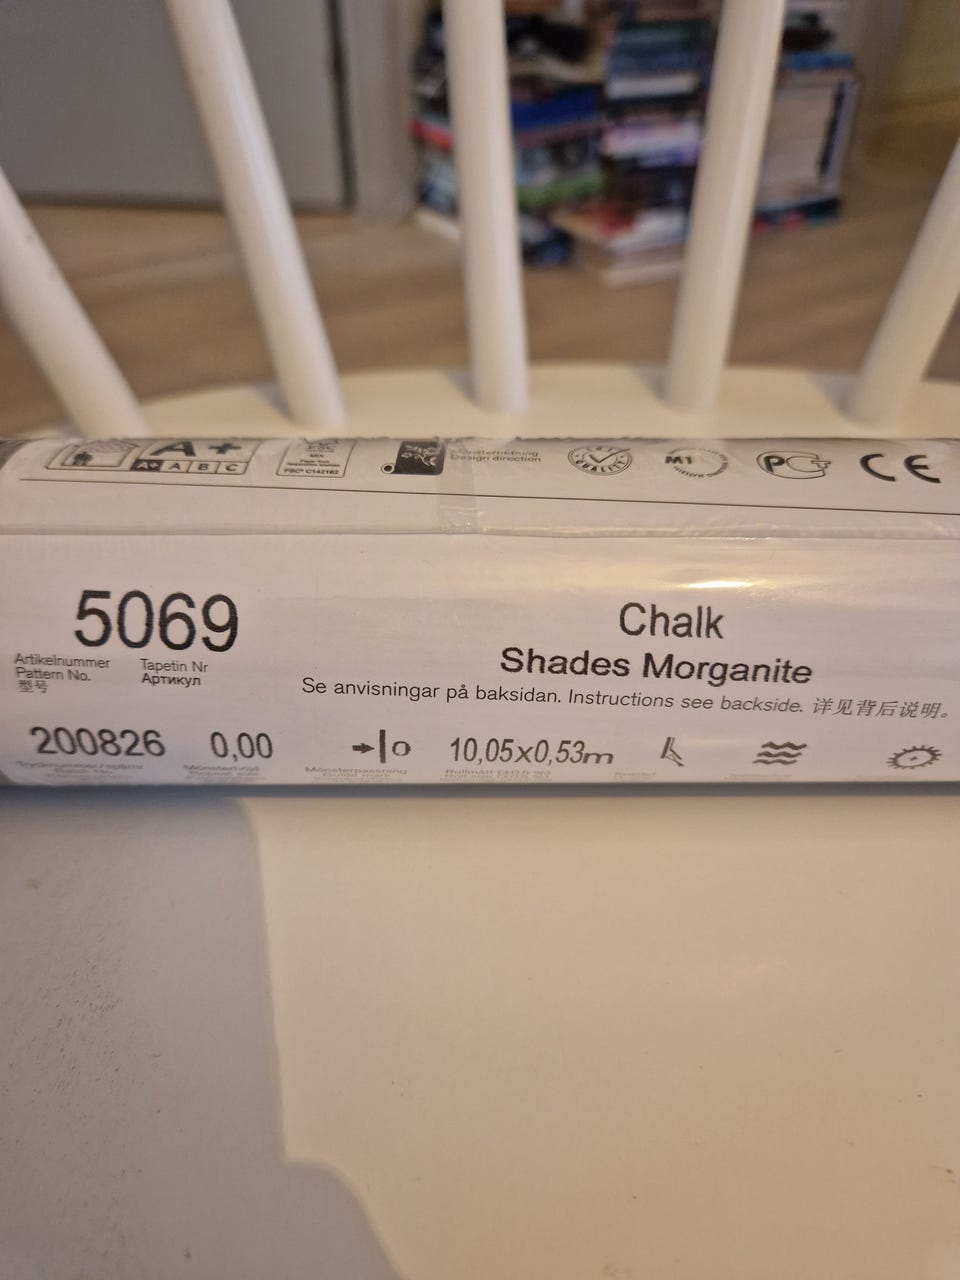 A+
A+ A B C
FSC® C142162
Mönsterriktning
Design direction
QUALITY
M1
CE
5069
Artikelnummer
Pattern No.
型号
Tapetin Nr
Артикул
Chalk
Shades Morganite
Se anvisningar på baksidan. Instructions see backside. 详见背后说明。
200826 0,00 10,05x0,53m
Mönsterpassning